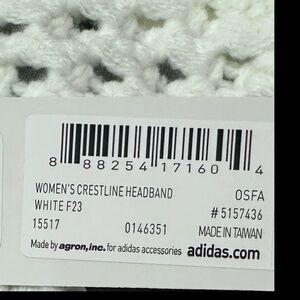 8 88254 17160 4
WOMEN'S CRESTLINE HEADBAND OSFA
WHITE F23 # 5157436
15517 0146351 MADE IN TAIWAN
Made by agron, inc. for adidas accessories adidas.com